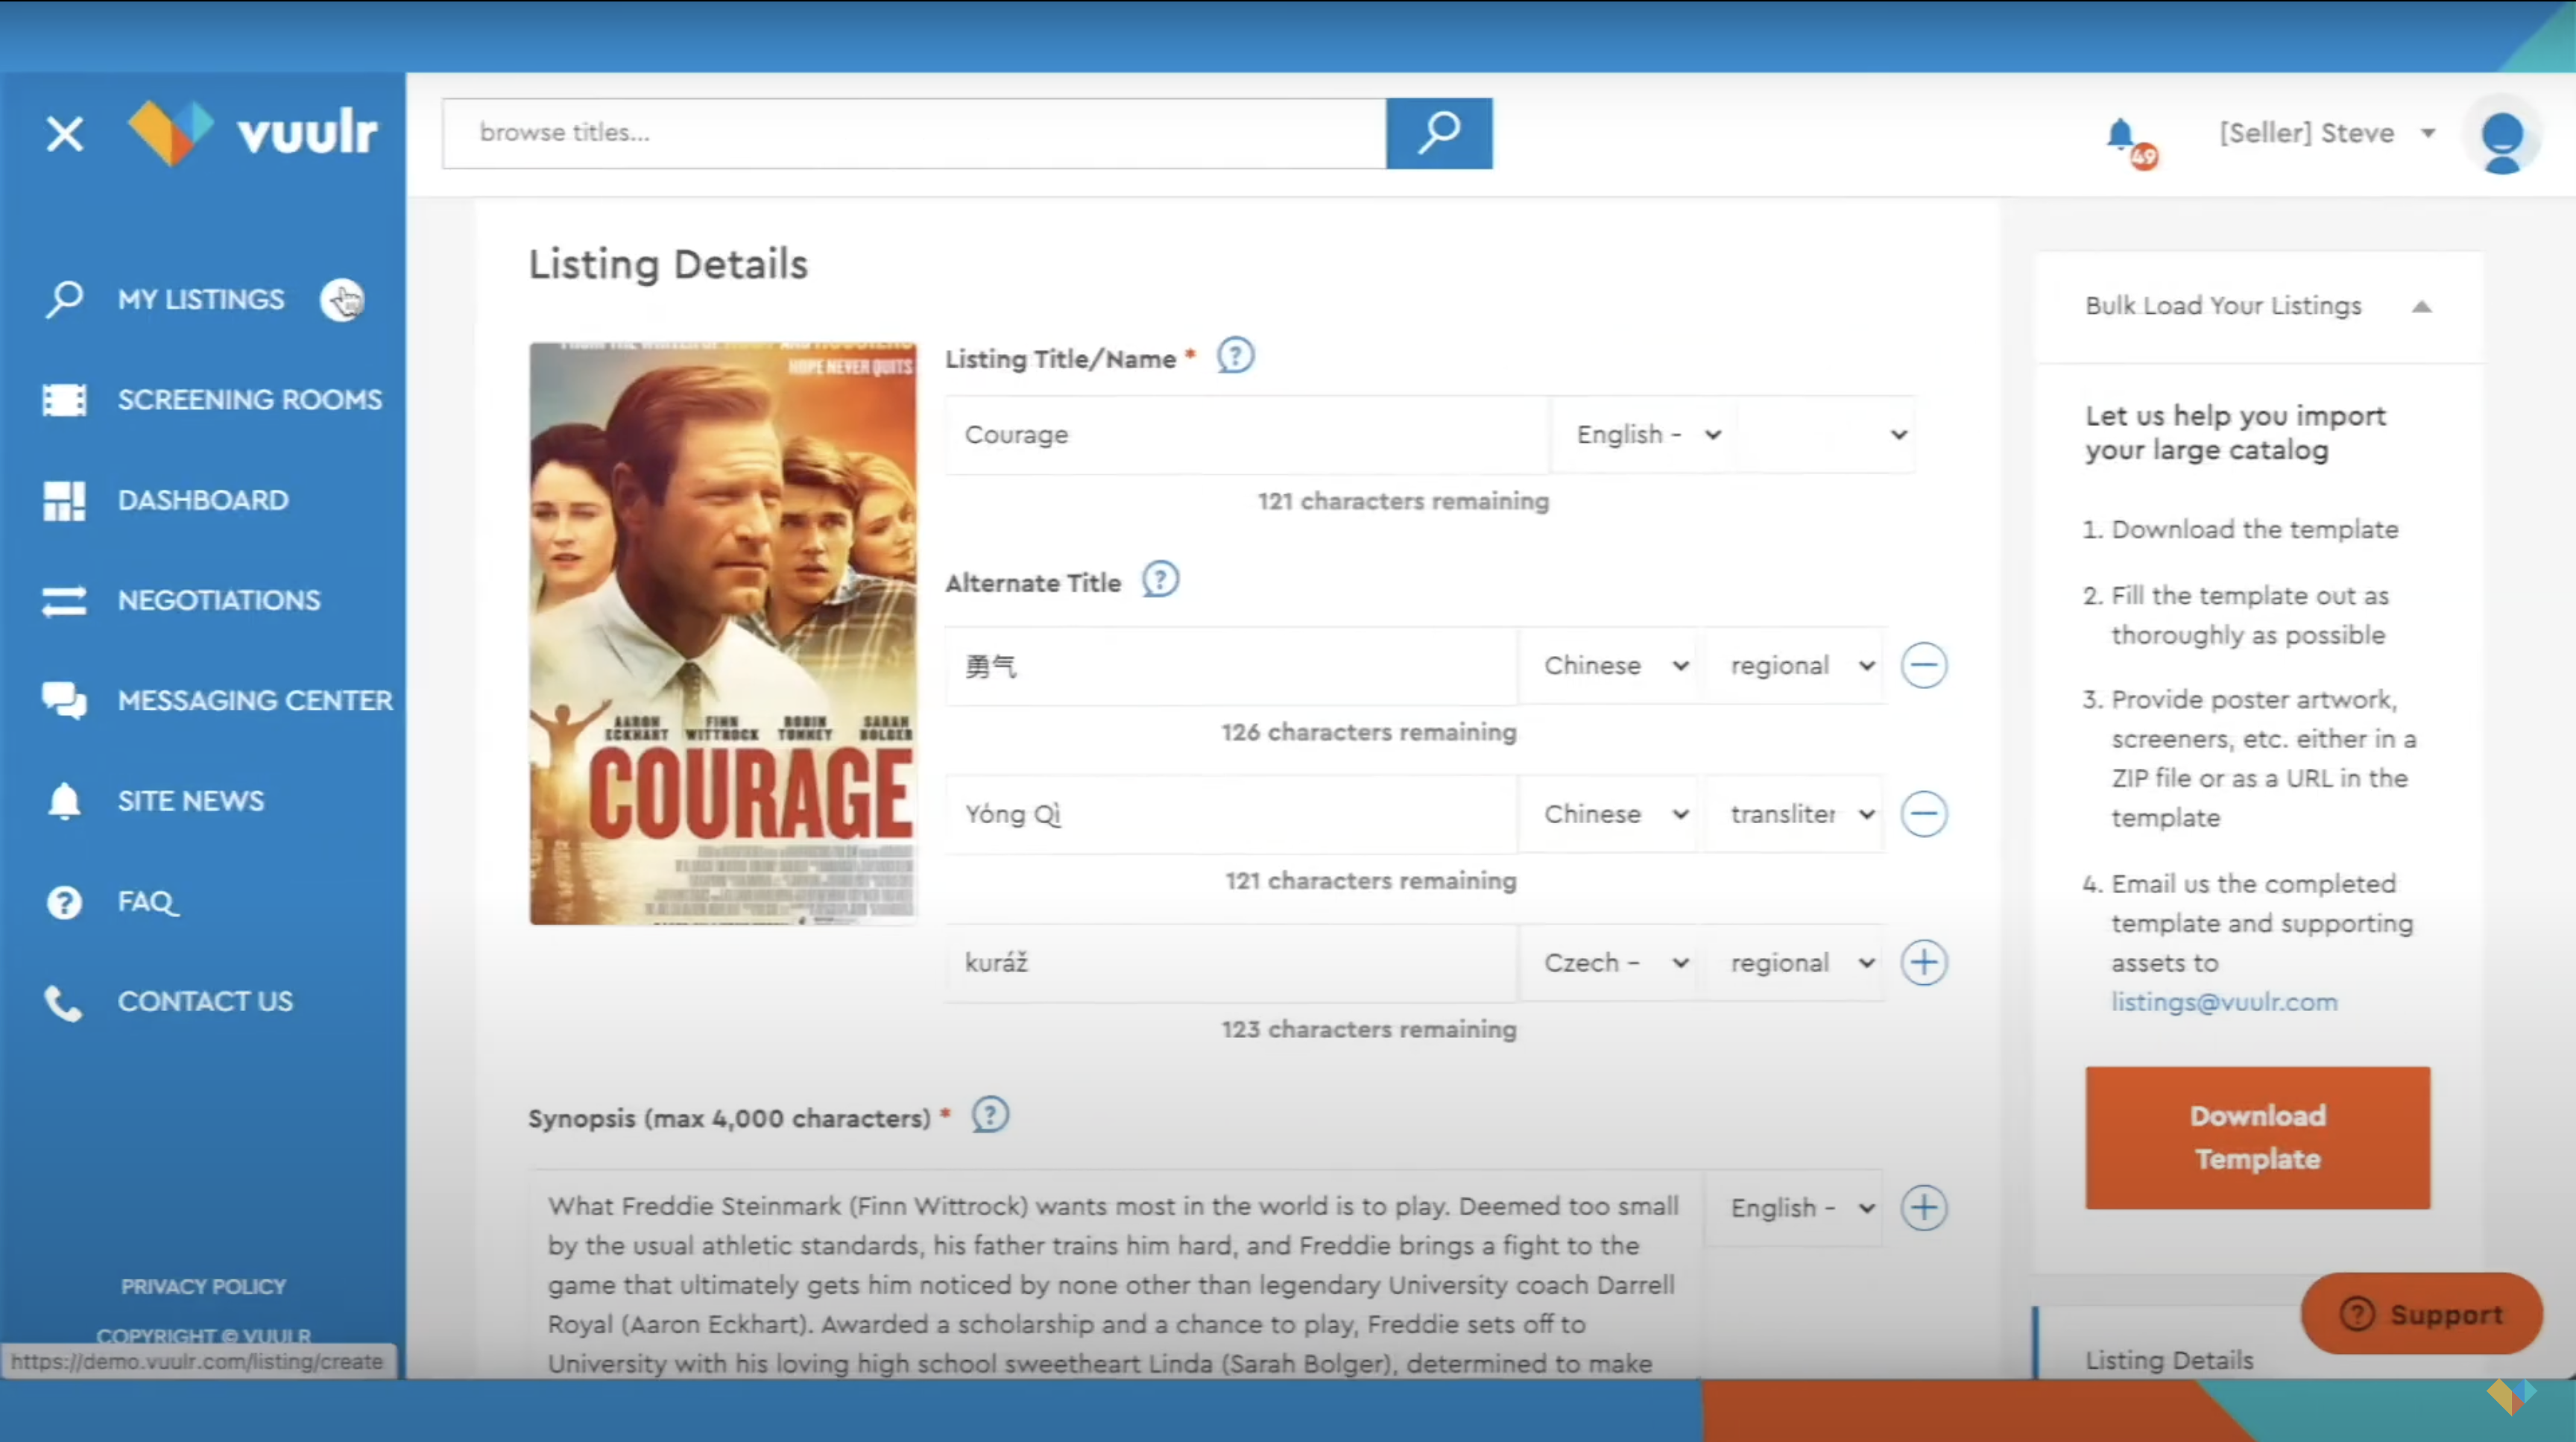 vuulr
browse titles...
49
[Seller] Steve
MY LISTINGS
SCREENING ROOMS
DASHBOARD
NEGOTIATIONS
MESSAGING CENTER
SITE NEWS
FAQ
CONTACT US
PRIVACY POLICY
COPYRIGHT © VUULR
https://demo.vuulr.com/listing/create
Listing Details
HOPE NEVER QUITS
AARON ECKHART
FINN WITTROCK
ROBIN TUNNEY
SARAH BOLGER
COURAGE
Listing Title/Name *
Courage
English -
121 characters remaining
Alternate Title
勇气
Chinese
regional
126 characters remaining
Yóng Qì
Chinese
transliter
121 characters remaining
kuráž
Czech -
regional
123 characters remaining
Synopsis (max 4,000 characters) *
What Freddie Steinmark (Finn Wittrock) wants most in the world is to play. Deemed too small
by the usual athletic standards, his father trains him hard, and Freddie brings a fight to the
game that ultimately gets him noticed by none other than legendary University coach Darrell
Royal (Aaron Eckhart). Awarded a scholarship and a chance to play, Freddie sets off to
University with his loving high school sweetheart Linda (Sarah Bolger), determined to make
English -
Bulk Load Your Listings
Let us help you import
your large catalog
1. Download the template
2. Fill the template out as
thoroughly as possible
3. Provide poster artwork,
screeners, etc. either in a
ZIP file or as a URL in the
template
4. Email us the completed
template and supporting
assets to
listings@vuulr.com
Download
Template
Support
Listing Details